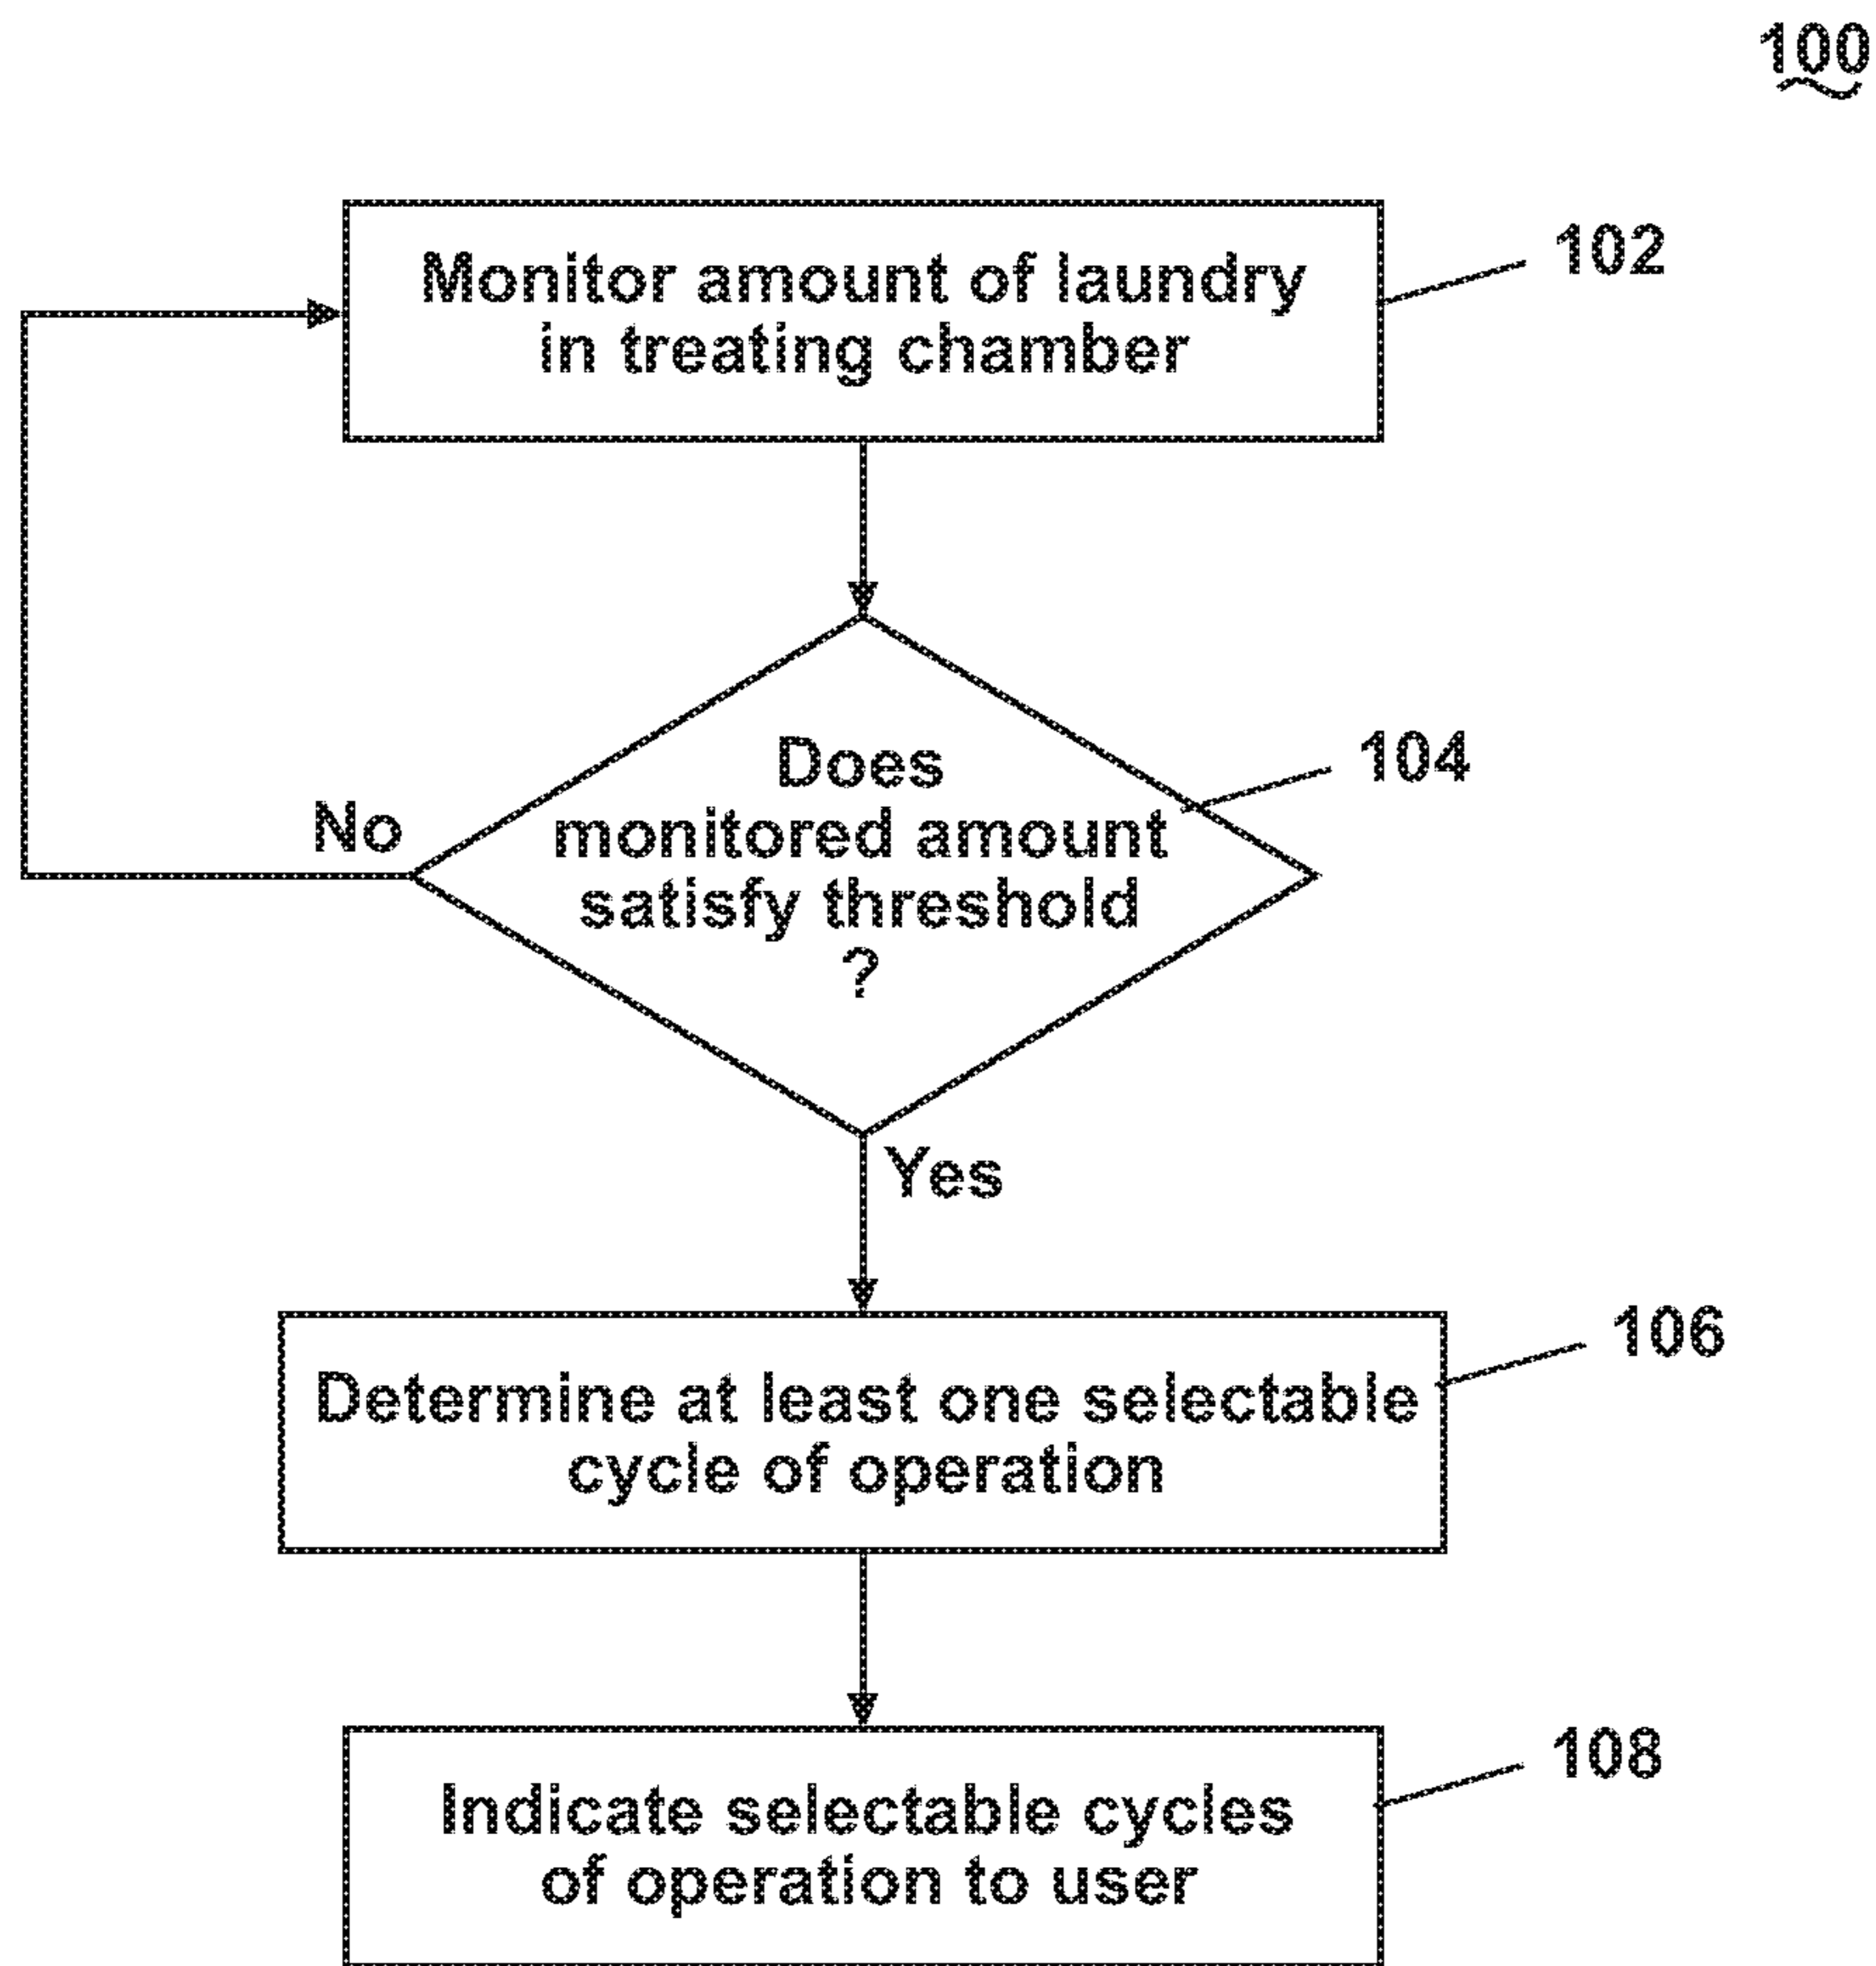 100
Monitor amount of laundry
in treating chamber
102
Does
monitored amount
satisfy threshold
?
104
No
Yes
Determine at least one selectable
cycle of operation
106
Indicate selectable cycles
of operation to user
108